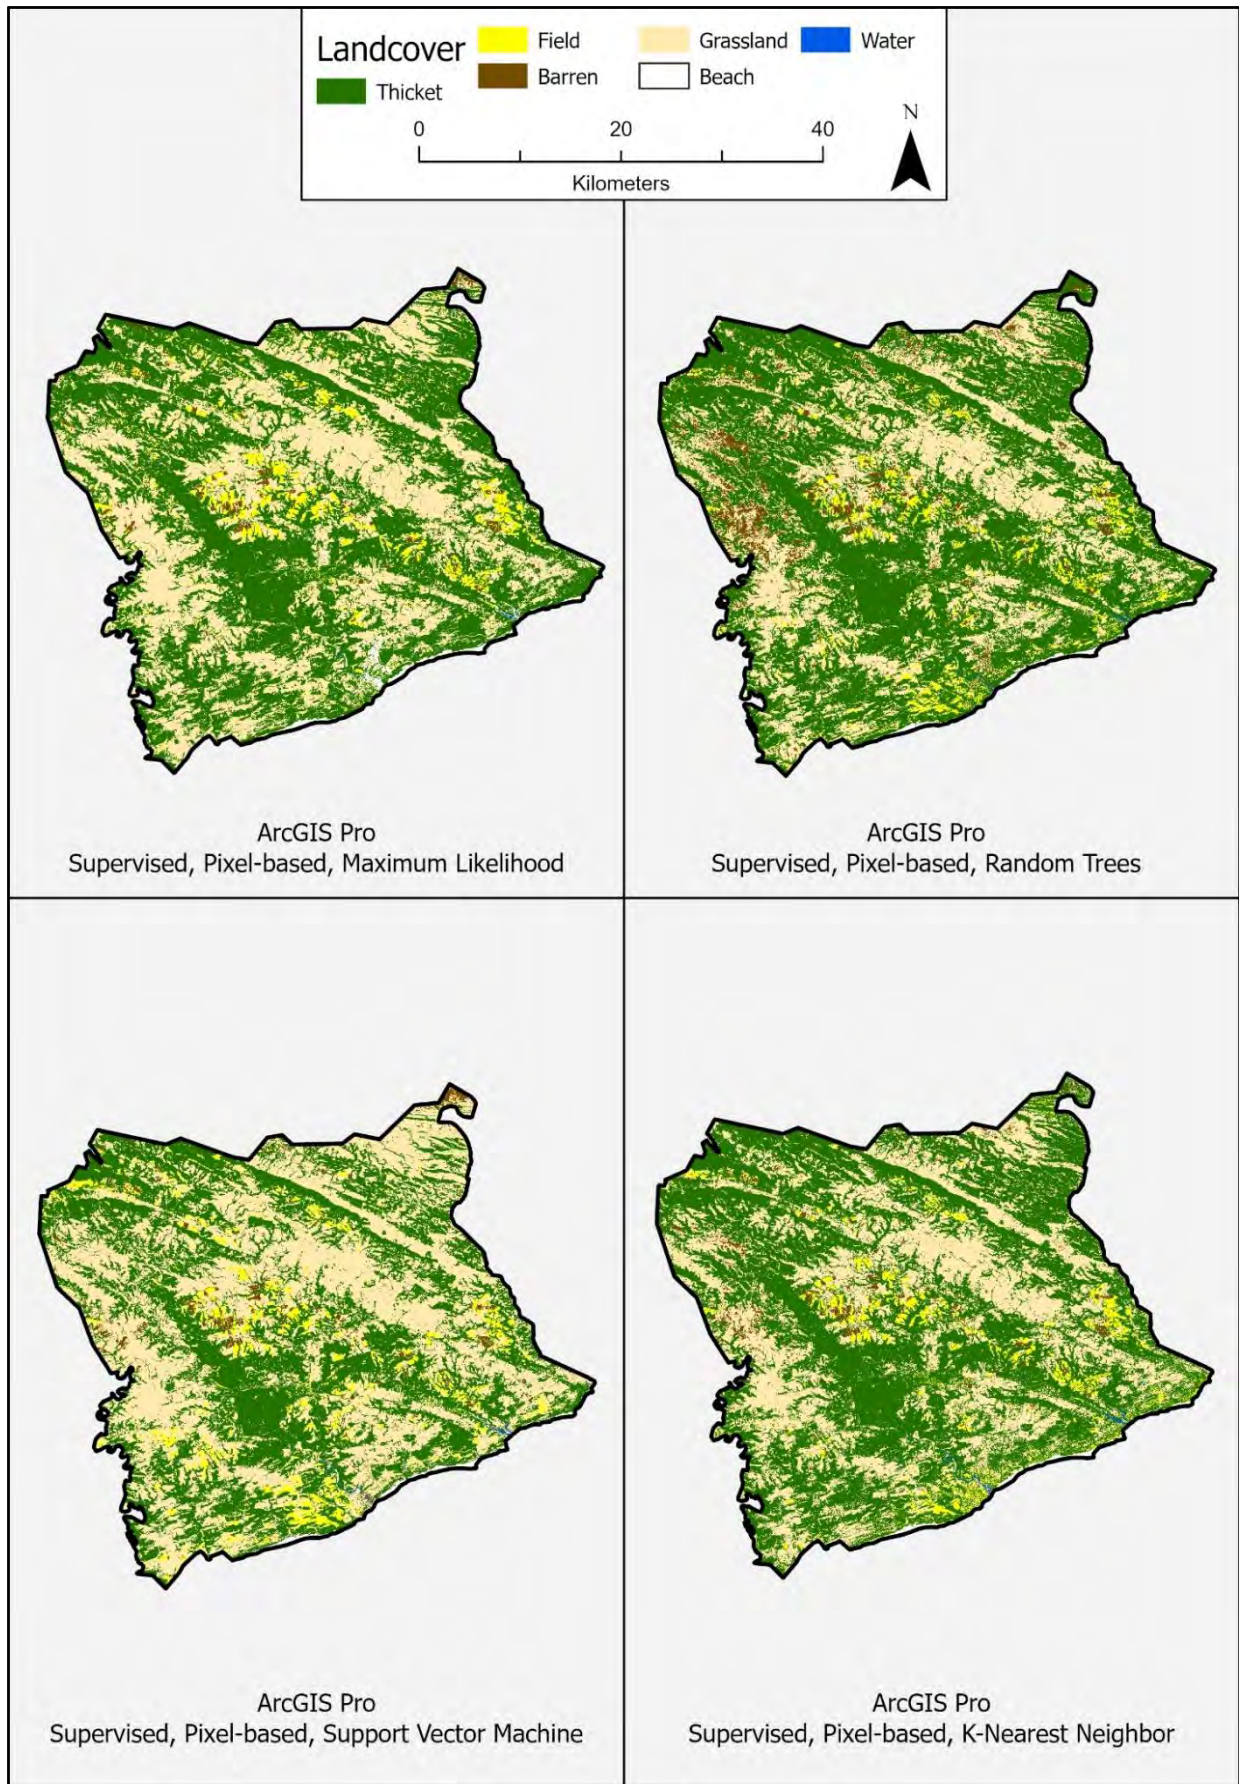 Landcover
Thicket
Field
Barren
Grassland
Beach
Water
0 20 40
Kilometers
N
ArcGIS Pro
Supervised, Pixel-based, Maximum Likelihood
ArcGIS Pro
Supervised, Pixel-based, Random Trees
ArcGIS Pro
Supervised, Pixel-based, Support Vector Machine
ArcGIS Pro
Supervised, Pixel-based, K-Nearest Neighbor